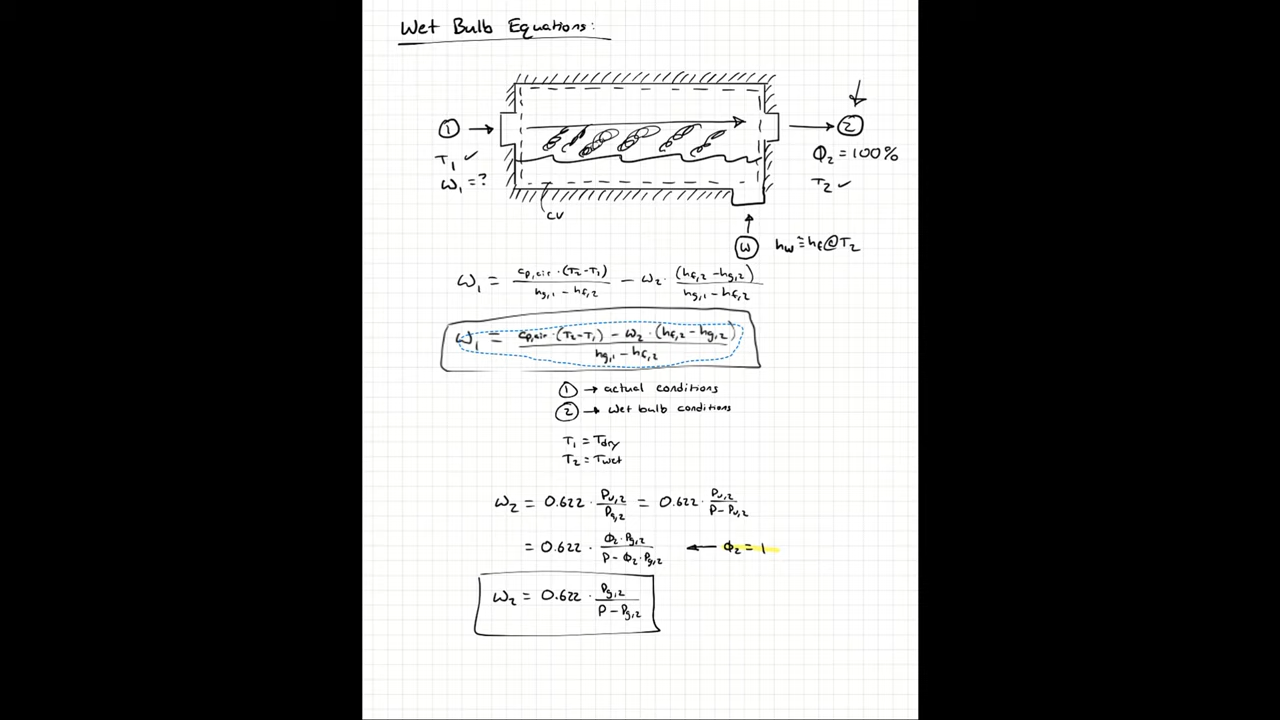 Wet Bulb Equations:
① → → ②
T₁ ✓ Φ₂ = 100%
ω₁ = ? T₂ ✓
CV
ⓦ h_w ≅ h_f @ T₂
ω₁ = c_p,air · (T₂ - T₁) / (h_g,1 - h_f,2) - ω₂ · (h_f,2 - h_g,2) / (h_g,1 - h_f,2)
ω₁ = (c_p,air · (T₂ - T₁) - ω₂ · (h_f,2 - h_g,2)) / (h_g,1 - h_f,2)
① → actual conditions
② → wet bulb conditions
T₁ = T_dry
T₂ = T_wet
ω₂ = 0.622 · P_v,2 / P_a,2 = 0.622 · P_v,2 / (P - P_v,2)
= 0.622 · Φ₂ · P_g,2 / (P - Φ₂ · P_g,2) ← Φ₂ = 1
ω₂ = 0.622 · P_g,2 / (P - P_g,2)